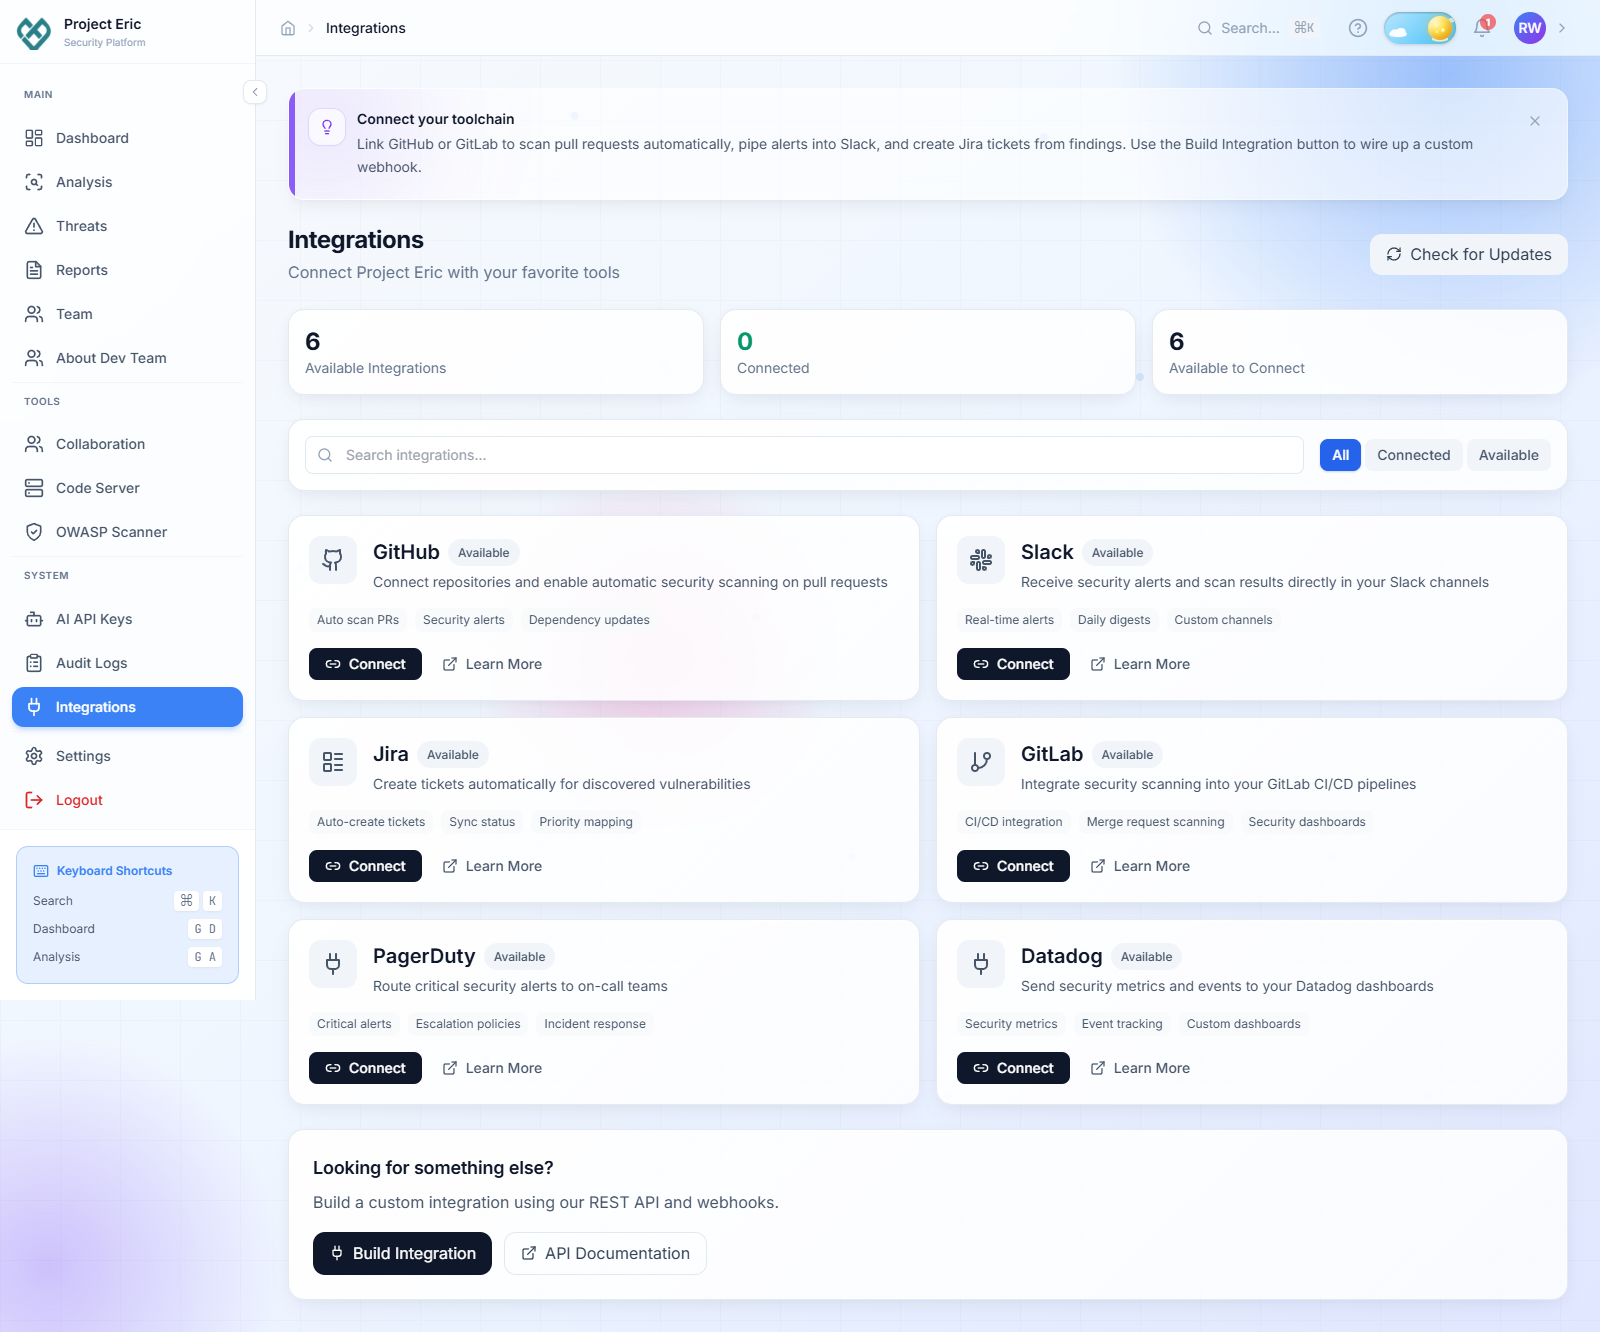 Project Eric
Security Platform
MAIN
Dashboard
Analysis
Threats
Reports
Team
About Dev Team
TOOLS
Collaboration
Code Server
OWASP Scanner
SYSTEM
AI API Keys
Audit Logs
Integrations
Settings
Logout
Keyboard Shortcuts
Search ⌘ K
Dashboard G D
Analysis G A
Integrations
Search... ⌘K
1
RW
Connect your toolchain
Link GitHub or GitLab to scan pull requests automatically, pipe alerts into Slack, and create Jira tickets from findings. Use the Build Integration button to wire up a custom
webhook.
Integrations
Connect Project Eric with your favorite tools
Check for Updates
6
Available Integrations
0
Connected
6
Available to Connect
Search integrations...
All Connected Available
GitHub Available
Connect repositories and enable automatic security scanning on pull requests
Auto scan PRs Security alerts Dependency updates
Connect Learn More
Slack Available
Receive security alerts and scan results directly in your Slack channels
Real-time alerts Daily digests Custom channels
Connect Learn More
Jira Available
Create tickets automatically for discovered vulnerabilities
Auto-create tickets Sync status Priority mapping
Connect Learn More
GitLab Available
Integrate security scanning into your GitLab CI/CD pipelines
CI/CD integration Merge request scanning Security dashboards
Connect Learn More
PagerDuty Available
Route critical security alerts to on-call teams
Critical alerts Escalation policies Incident response
Connect Learn More
Datadog Available
Send security metrics and events to your Datadog dashboards
Security metrics Event tracking Custom dashboards
Connect Learn More
Looking for something else?
Build a custom integration using our REST API and webhooks.
Build Integration API Documentation